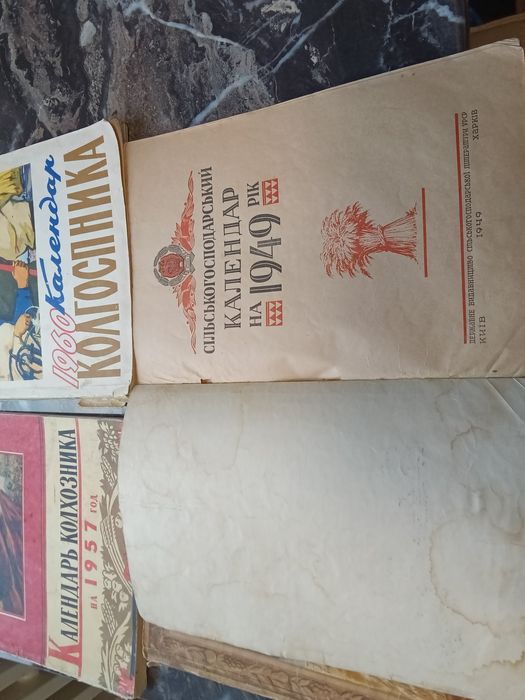 1960 Календар
КОЛГОСПНИКА
СІЛЬСЬКОГОСПОДАРСЬКИЙ
КАЛЕНДАР
НА 1949 РІК
ДЕРЖАВНЕ ВИДАВНИЦТВО СІЛЬСЬКОГОСПОДАРСЬКОЇ ЛІТЕРАТУРИ УРСР
КИЇВ 1949 ХАРКІВ
КАЛЕНДАРЬ КОЛХОЗНИКА
НА 1957 ГОД